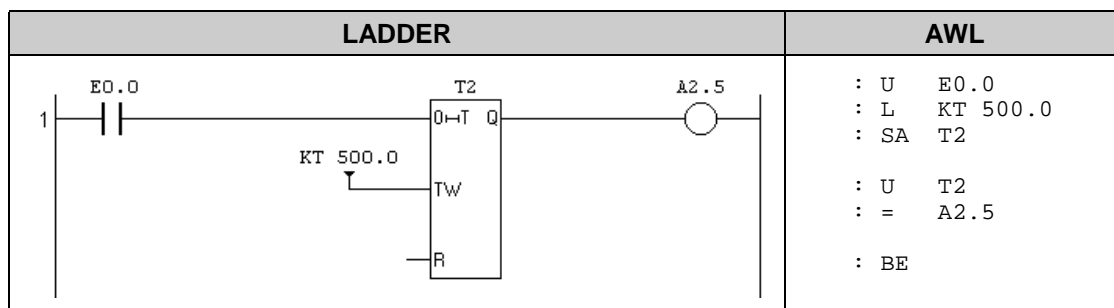 LADDER
AWL
E0.0 T2 A2.5
1 0⊢⊣T Q
KT 500.0
TW
R
: U E0.0
: L KT 500.0
: SA T2
: U T2
: = A2.5
: BE